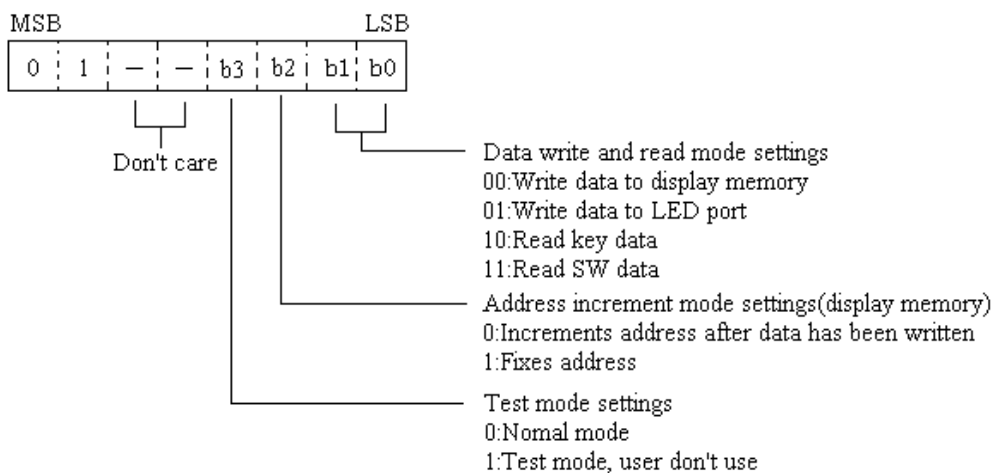 MSB LSB
0 1 – – b3 b2 b1 b0
Don't care
Data write and read mode settings
00:Write data to display memory
01:Write data to LED port
10:Read key data
11:Read SW data
Address increment mode settings(display memory)
0:Increments address after data has been written
1:Fixes address
Test mode settings
0:Nomal mode
1:Test mode, user don't use